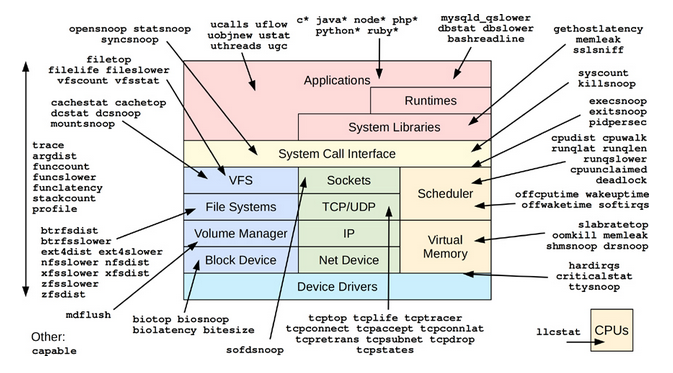 opensnoop statsnoop
syncsnoop
ucalls uflow
uobjnew ustat
uthreads ugc
c* java* node* php*
python* ruby*
mysqld_qslower
dbstat dbslower
bashreadline
gethostlatency
memleak
sslsniff
filetop
filelife fileslower
vfscount vfsstat
syscount
killsnoop
cachestat cachetop
dcstat dcsnoop
mountsnoop
execsnoop
exitsnoop
pidpersec
trace
argdist
funccount
funcslower
funclatency
stackcount
profile
cpudist cpuwalk
runqlat runqlen
runqslower
cpuunclaimed
deadlock
offcputime wakeuptime
offwaketime softirqs
Applications
Runtimes
System Libraries
System Call Interface
VFS
Sockets
Scheduler
File Systems
TCP/UDP
Volume Manager
IP
Virtual
Memory
Block Device
Net Device
Device Drivers
btrfsdist
btrfsslower
ext4dist ext4slower
nfsslower nfsdist
xfsslower xfsdist
zfsslower
zfsdist
slabratetop
oomkill memleak
shmsnoop drsnoop
hardirqs
criticalstat
ttysnoop
mdflush
biotop biosnoop
biolatency bitesize
sofdsnoop
tcptop tcplife tcptracer
tcpconnect tcpaccept tcpconnlat
tcpretrans tcpsubnet tcpdrop
tcpstates
Other:
capable
llcstat
CPUs